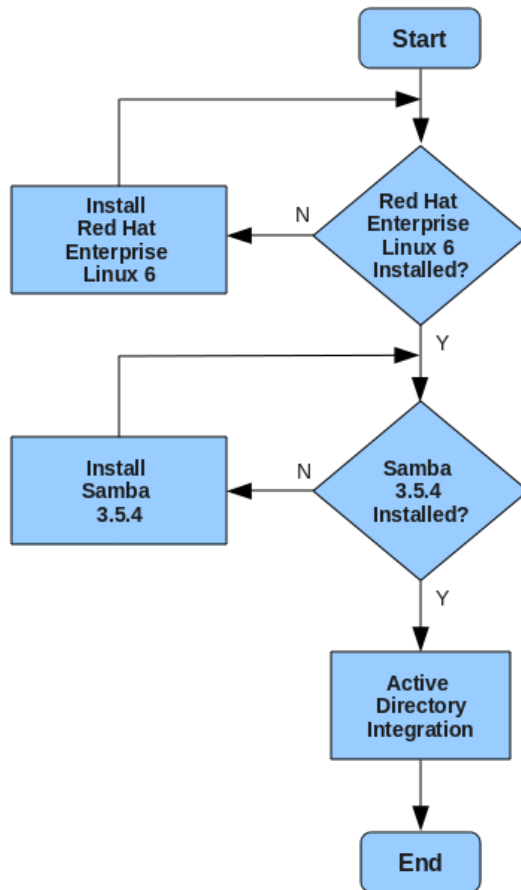 Start
Red Hat
Enterprise
Linux 6
Installed?
N
Install
Red Hat
Enterprise
Linux 6
Y
Samba
3.5.4
Installed?
N
Install
Samba
3.5.4
Y
Active
Directory
Integration
End